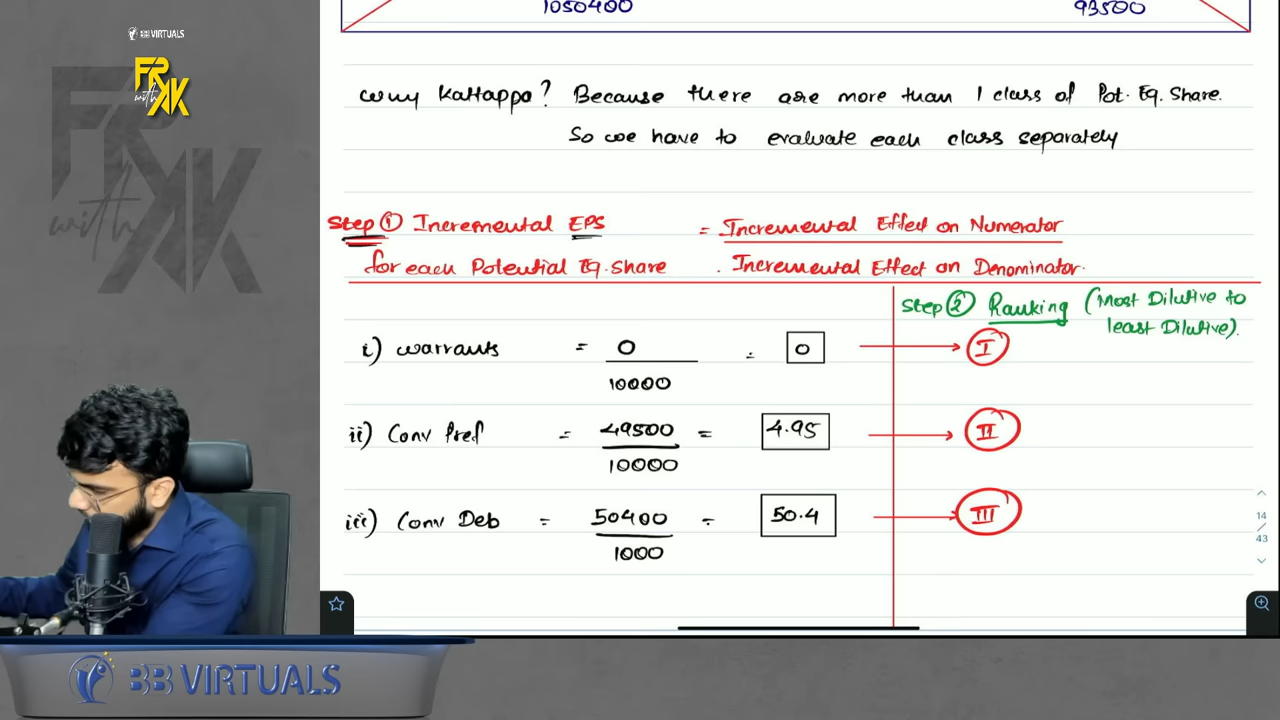 BB VIRTUALS
FR
with AK
FR
with AK
1050400 93500
why Kattappa? Because there are more than 1 class of Pot. Eq. Share.
So we have to evaluate each class separately
Step ① Incremental EPS = Incremental Effect on Numerator
for each Potential Eq. share . Incremental Effect on Denominator.
Step ② Ranking (Most Dilutive to
least Dilutive).
i) warrants = 0 = 0 I
10000
ii) Conv Pref = 49500 = 4.95 II
10000
iii) Conv Deb = 50400 = 50.4 III
1000
14
/
43
BB VIRTUALS